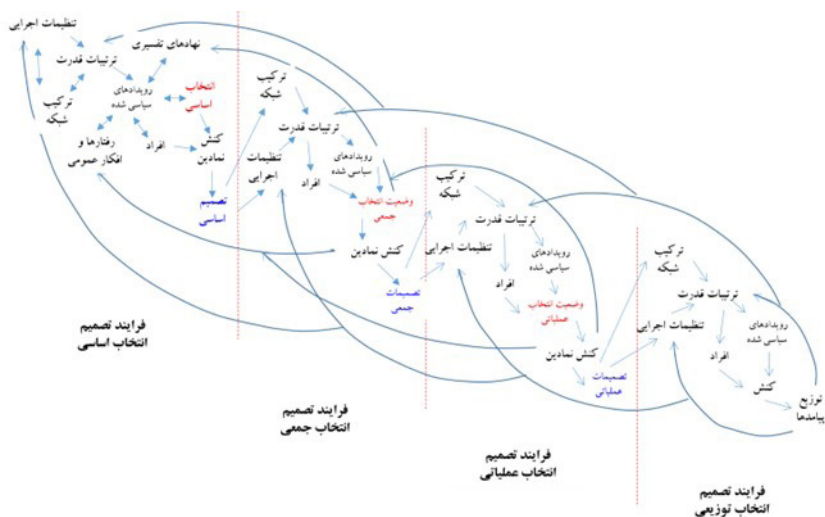 تنظیمات اجرایی
ترتیبات قدرت
نهادهای تفسیری
ترکیب
شبکه
رویدادهای
سیاسی شده
انتخاب
اساسی
رفتارها و
افکار عمومی
افراد
کنش
نمادین
تصمیم
اساسی
فرایند تصمیم
انتخاب اساسی
ترکیب
شبکه
ترتیبات قدرت
تنظیمات
اجرایی
افراد
رویدادهای
سیاسی شده
وضعیت انتخاب
جمعی
کنش نمادین
تصمیمات
جمعی
فرایند تصمیم
انتخاب جمعی
ترکیب
شبکه
ترتیبات قدرت
تنظیمات اجرایی
افراد
رویدادهای
سیاسی شده
وضعیت انتخاب
عملیاتی
کنش نمادین
تصمیمات
عملیاتی
فرایند تصمیم
انتخاب عملیاتی
ترکیب
شبکه
ترتیبات قدرت
تنظیمات اجرایی
افراد
رویدادهای
سیاسی شده
کنش
توزیع
پیامدها
فرایند تصمیم
انتخاب توزیعی